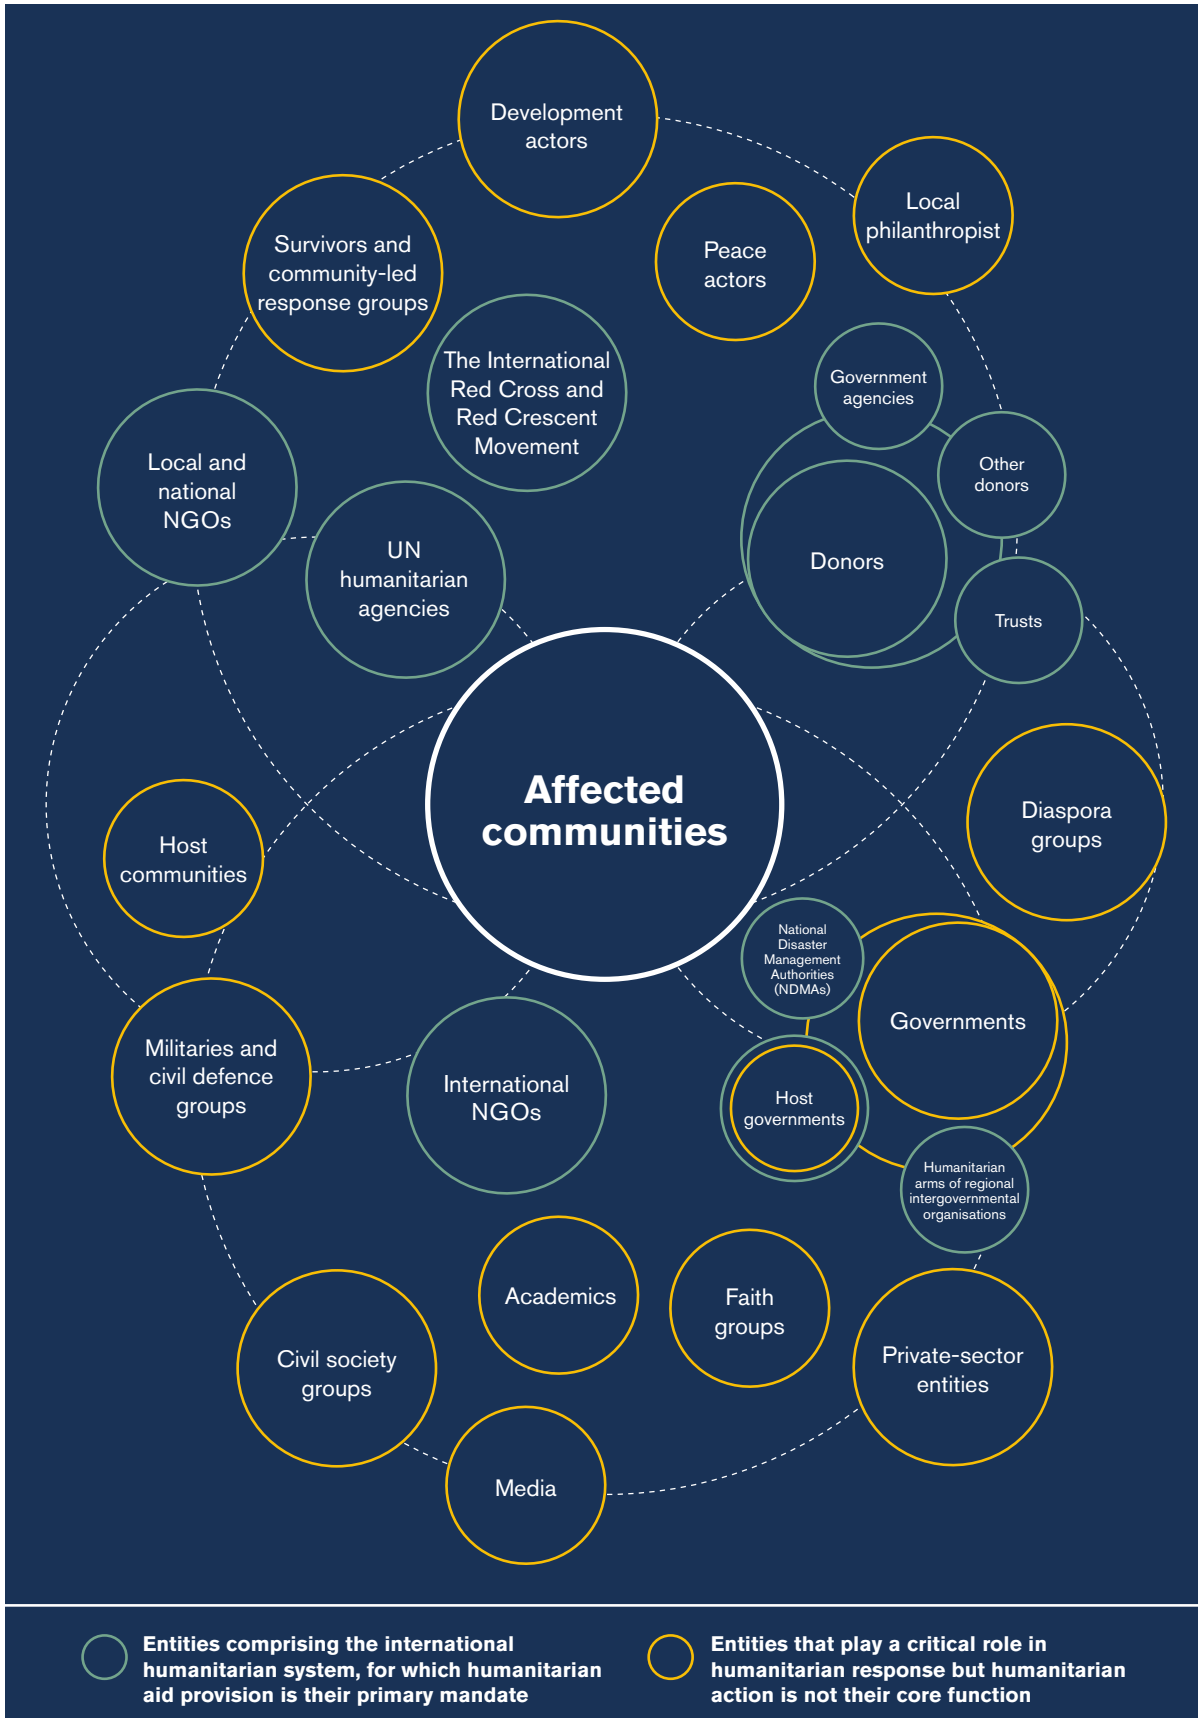 Development
actors
Local
philanthropist
Peace
actors
Survivors and
community-led
response groups
The International
Red Cross and
Red Crescent
Movement
Government
agencies
Other
donors
Local and
national
NGOs
UN
humanitarian
agencies
Donors
Trusts
Affected
communities
Diaspora
groups
Host
communities
National
Disaster
Management
Authorities
(NDMAs)
Governments
Militaries and
civil defence
groups
International
NGOs
Host
governments
Humanitarian
arms of regional
intergovernmental
organisations
Academics
Faith
groups
Civil society
groups
Private-sector
entities
Media
Entities comprising the international
humanitarian system, for which humanitarian
aid provision is their primary mandate
Entities that play a critical role in
humanitarian response but humanitarian
action is not their core function